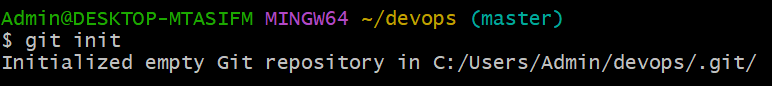 Admin@DESKTOP-MTASIFM MINGW64 ~/devops (master)
$ git init
Initialized empty Git repository in C:/Users/Admin/devops/.git/